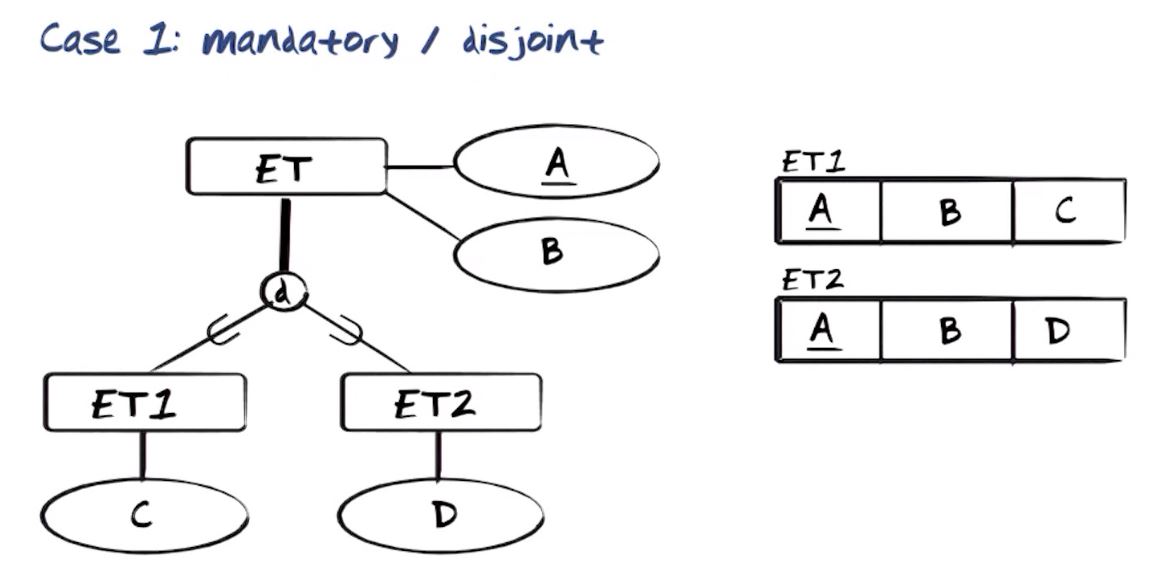 Case 1: mandatory / disjoint
ET
A
B
d
ET1
ET2
C
D
ET1
A B C
ET2
A B D